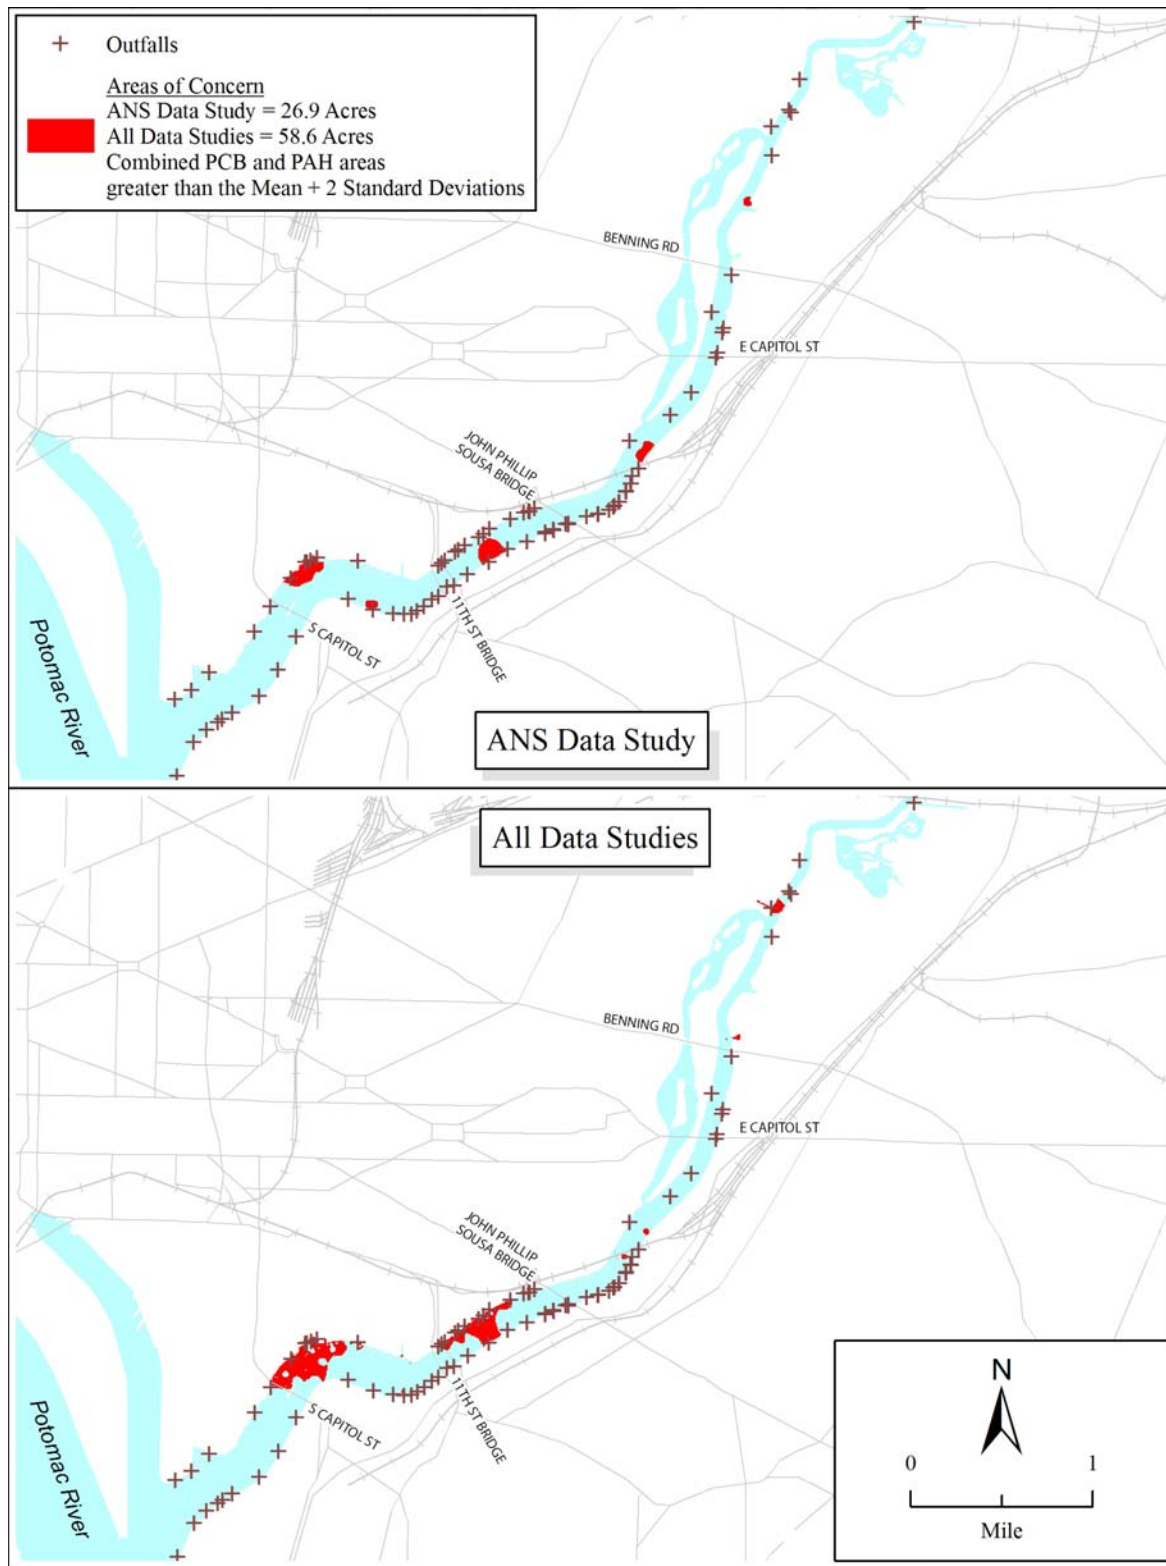 Outfalls
Areas of Concern
ANS Data Study = 26.9 Acres
All Data Studies = 58.6 Acres
Combined PCB and PAH areas
greater than the Mean + 2 Standard Deviations
BENNING RD
E CAPITOL ST
JOHN PHILLIP
SOUSA BRIDGE
11TH ST BRIDGE
S CAPITOL ST
Potomac River
ANS Data Study
All Data Studies
BENNING RD
E CAPITOL ST
JOHN PHILLIP
SOUSA BRIDGE
11TH ST BRIDGE
S CAPITOL ST
Potomac River
N
0 1
Mile